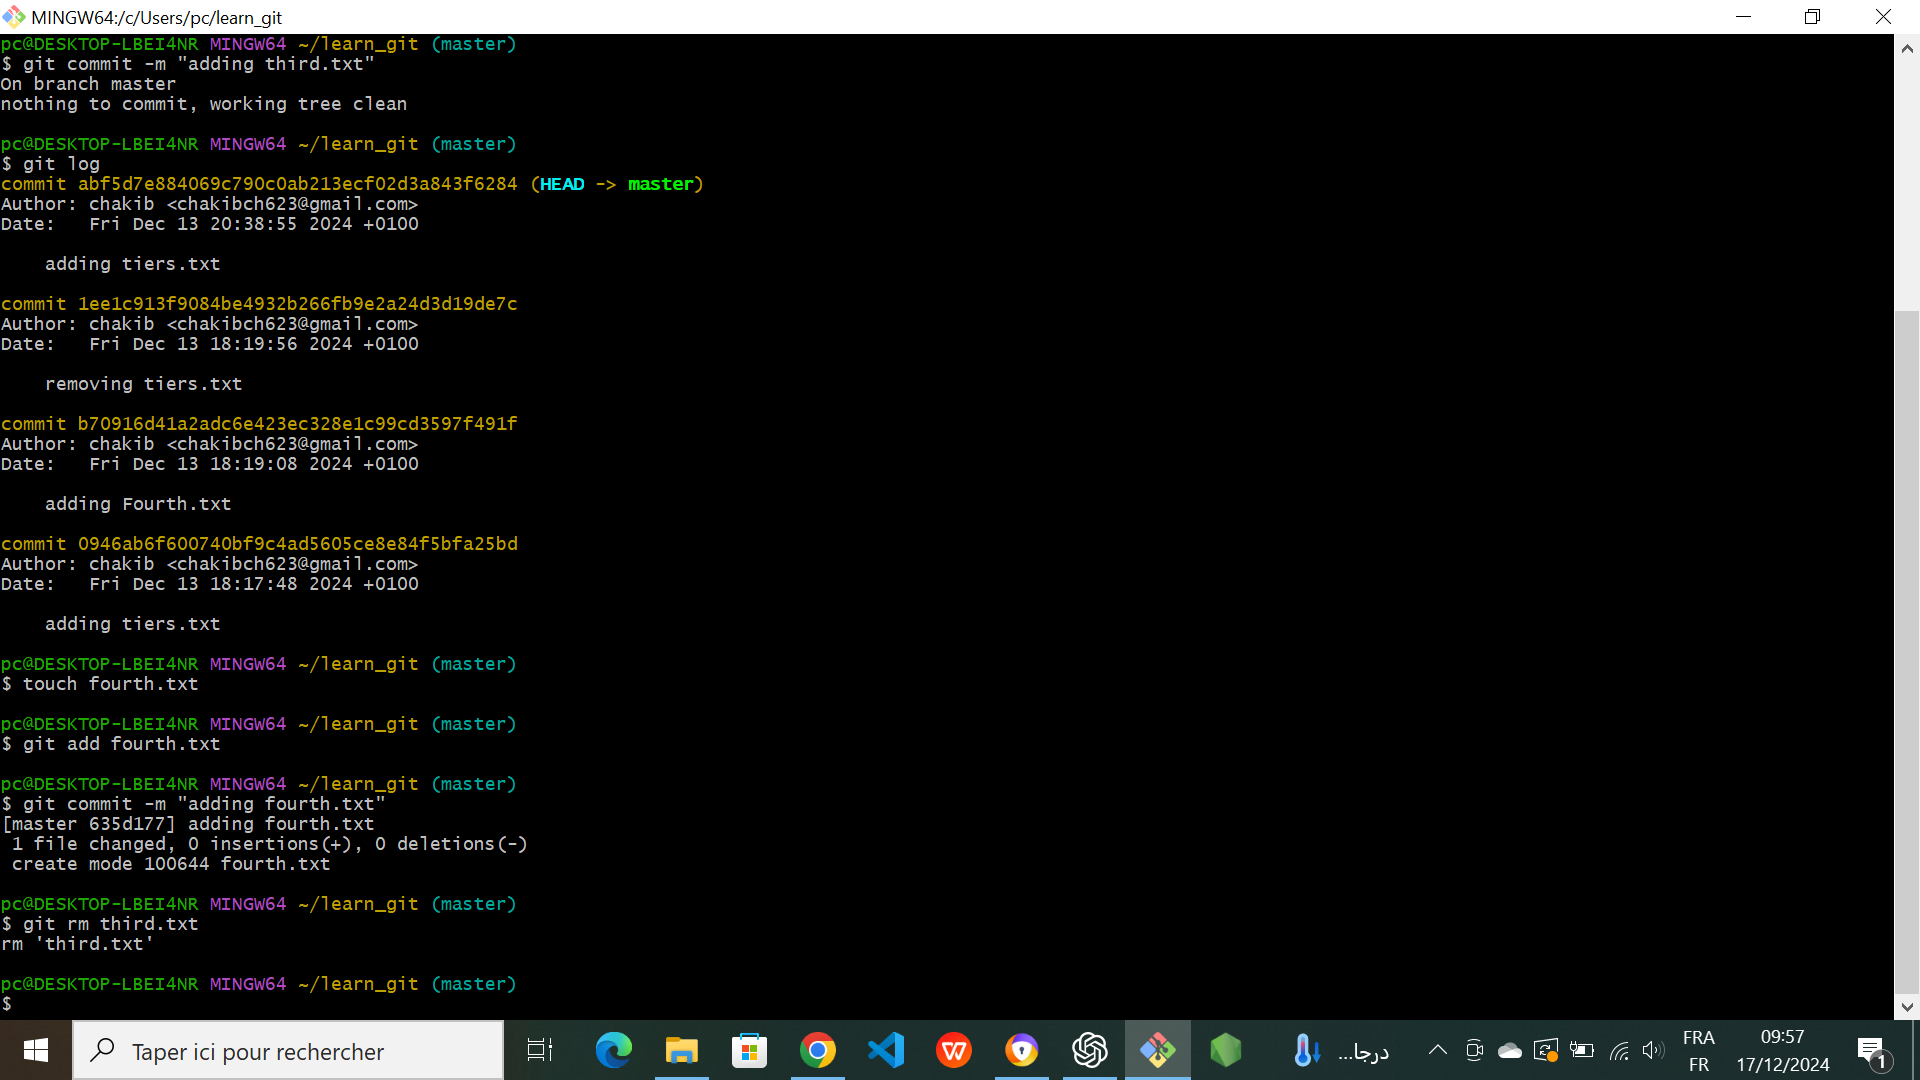 MINGW64:/c/Users/pc/learn_git
pc@DESKTOP-LBEI4NR MINGW64 ~/learn_git (master)
$ git commit -m "adding third.txt"
On branch master
nothing to commit, working tree clean
pc@DESKTOP-LBEI4NR MINGW64 ~/learn_git (master)
$ git log
commit abf5d7e884069c790c0ab213ecf02d3a843f6284 (HEAD -> master)
Author: chakib <chakibch623@gmail.com>
Date:   Fri Dec 13 20:38:55 2024 +0100
    adding tiers.txt
commit 1ee1c913f9084be4932b266fb9e2a24d3d19de7c
Author: chakib <chakibch623@gmail.com>
Date:   Fri Dec 13 18:19:56 2024 +0100
    removing tiers.txt
commit b70916d41a2adc6e423ec328e1c99cd3597f491f
Author: chakib <chakibch623@gmail.com>
Date:   Fri Dec 13 18:19:08 2024 +0100
    adding Fourth.txt
commit 0946ab6f600740bf9c4ad5605ce8e84f5bfa25bd
Author: chakib <chakibch623@gmail.com>
Date:   Fri Dec 13 18:17:48 2024 +0100
    adding tiers.txt
pc@DESKTOP-LBEI4NR MINGW64 ~/learn_git (master)
$ touch fourth.txt
pc@DESKTOP-LBEI4NR MINGW64 ~/learn_git (master)
$ git add fourth.txt
pc@DESKTOP-LBEI4NR MINGW64 ~/learn_git (master)
$ git commit -m "adding fourth.txt"
[master 635d177] adding fourth.txt
 1 file changed, 0 insertions(+), 0 deletions(-)
 create mode 100644 fourth.txt
pc@DESKTOP-LBEI4NR MINGW64 ~/learn_git (master)
$ git rm third.txt
rm 'third.txt'
pc@DESKTOP-LBEI4NR MINGW64 ~/learn_git (master)
$
Taper ici pour rechercher
درجا...
FRA
FR
09:57
17/12/2024
1